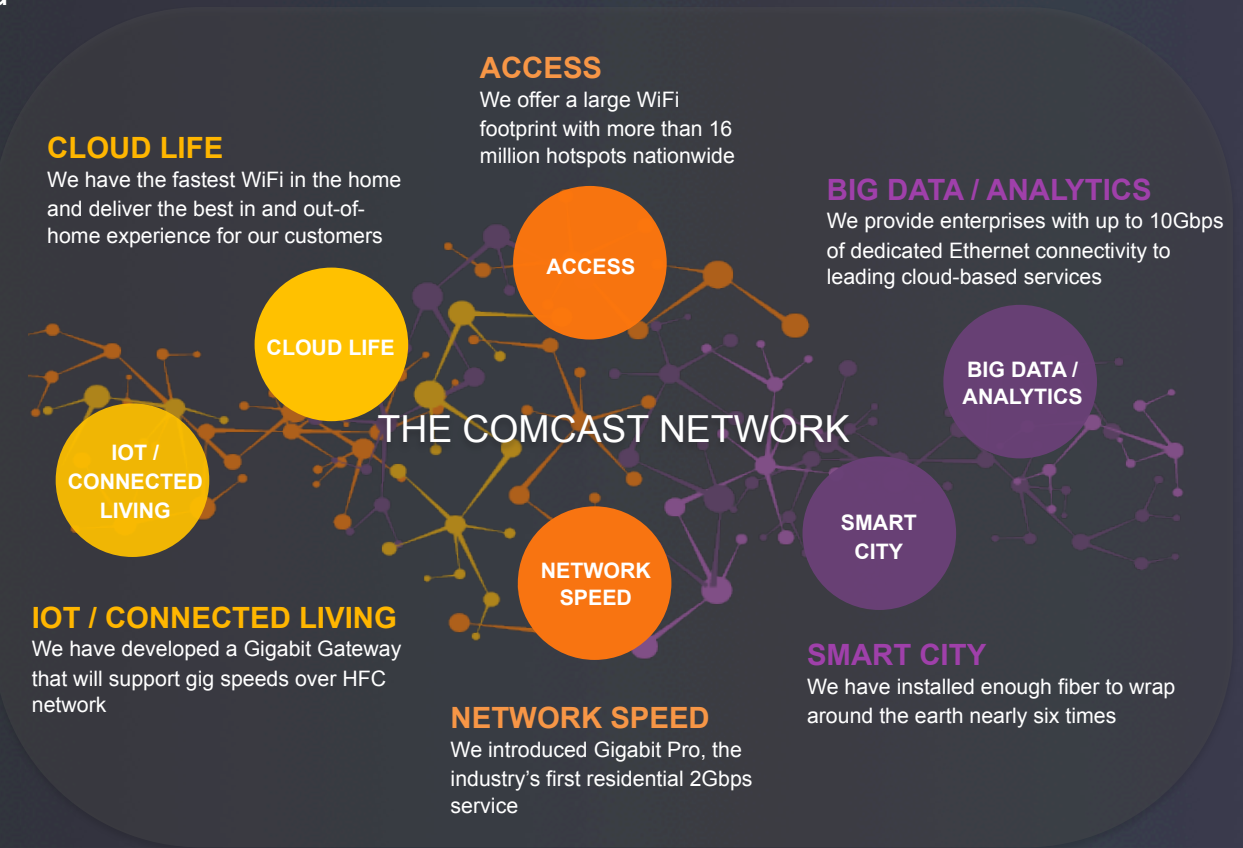 ACCESS
We offer a large WiFi
footprint with more than 16
million hotspots nationwide
CLOUD LIFE
We have the fastest WiFi in the home
and deliver the best in and out-of-
home experience for our customers
BIG DATA / ANALYTICS
We provide enterprises with up to 10Gbps
of dedicated Ethernet connectivity to
leading cloud-based services
ACCESS
CLOUD LIFE
BIG DATA /
ANALYTICS
THE COMCAST NETWORK
IOT /
CONNECTED
LIVING
SMART
CITY
NETWORK
SPEED
IOT / CONNECTED LIVING
We have developed a Gigabit Gateway
that will support gig speeds over HFC
network
SMART CITY
We have installed enough fiber to wrap
around the earth nearly six times
NETWORK SPEED
We introduced Gigabit Pro, the
industry’s first residential 2Gbps
service